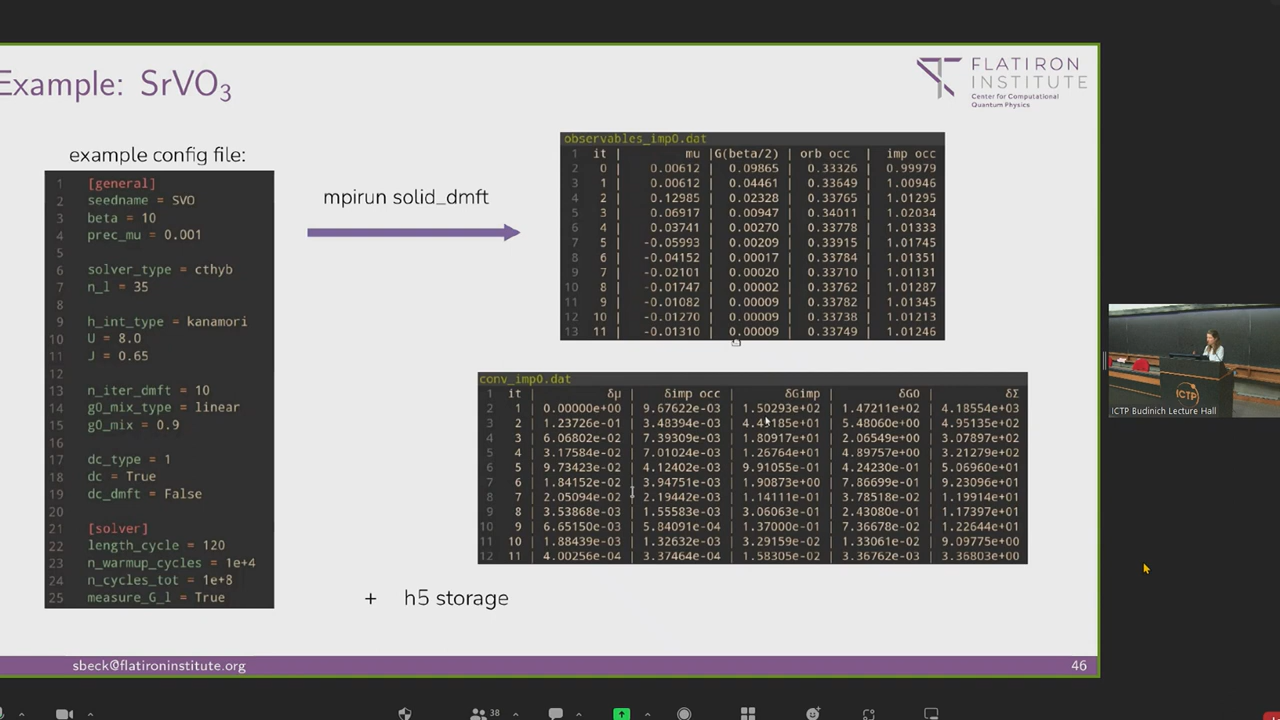 Example: SrVO3
FLATIRON
INSTITUTE
Center for Computational
Quantum Physics
example config file:
1 [general]
2 seedname = SVO
3 beta = 10
4 prec_mu = 0.001
5
6 solver_type = cthyb
7 n_l = 35
8
9 h_int_type = kanamori
10 U = 8.0
11 J = 0.65
12
13 n_iter_dmft = 10
14 g0_mix_type = linear
15 g0_mix = 0.9
16
17 dc_type = 1
18 dc = True
19 dc_dmft = False
20
21 [solver]
22 length_cycle = 120
23 n_warmup_cycles = 1e+4
24 n_cycles_tot = 1e+8
25 measure_G_l = True
mpirun solid_dmft
observables_imp0.dat
1 it | mu |G(beta/2) | orb occ | imp occ
2 0 | 0.00612 | 0.09865 | 0.33326 | 0.99979
3 1 | 0.00612 | 0.04461 | 0.33649 | 1.00946
4 2 | 0.12985 | 0.02328 | 0.33765 | 1.01295
5 3 | 0.06917 | 0.00947 | 0.34011 | 1.02034
6 4 | 0.03741 | 0.00270 | 0.33778 | 1.01333
7 5 | -0.05993 | 0.00209 | 0.33915 | 1.01745
8 6 | -0.04152 | 0.00017 | 0.33784 | 1.01351
9 7 | -0.02101 | 0.00020 | 0.33710 | 1.01131
10 8 | -0.01747 | 0.00002 | 0.33762 | 1.01287
11 9 | -0.01082 | 0.00009 | 0.33782 | 1.01345
12 10 | -0.01270 | 0.00009 | 0.33738 | 1.01213
13 11 | -0.01310 | 0.00009 | 0.33749 | 1.01246
conv_imp0.dat
1 it | δμ | δimp occ | δGimp | δG0 | δΣ
2 1 | 0.00000e+00 | 9.67622e-03 | 1.50293e+02 | 1.47211e+02 | 4.18554e+03
3 2 | 1.23726e-01 | 3.48394e-03 | | 5.48060e+00 | 4.95135e+02
4 3 | 6.06802e-02 | 7.39309e-03 | 1.80917e+01 | 2.06549e+00 | 3.07897e+02
5 4 | 3.17584e-02 | 7.01024e-03 | 1.26764e+01 | 4.89757e+00 | 3.21279e+02
6 5 | 9.73423e-02 | 4.12402e-03 | 9.91055e-01 | 4.24230e-01 | 5.06960e+01
7 6 | 1.84152e-02 | 3.94751e-03 | 1.90873e+00 | 7.86699e-01 | 9.23096e+01
8 7 | 2.05094e-02 | 2.19442e-03 | 1.14111e-01 | 3.78518e-02 | 1.19914e+01
9 8 | 3.53868e-03 | 1.55583e-03 | 3.06063e-01 | 2.43080e-01 | 1.17397e+01
10 9 | 6.65150e-03 | 5.84091e-04 | 1.37000e-01 | 7.36678e-02 | 1.22644e+01
11 10 | 1.88439e-03 | 1.32632e-03 | 3.29159e-02 | 1.33061e-02 | 9.09775e+00
12 11 | 4.00256e-04 | 3.37464e-04 | 1.58305e-02 | 3.36762e-03 | 3.36803e+00
+ h5 storage
sbeck@flatironinstitute.org
46
ICTP
ICTP Budinich Lecture Hall
38